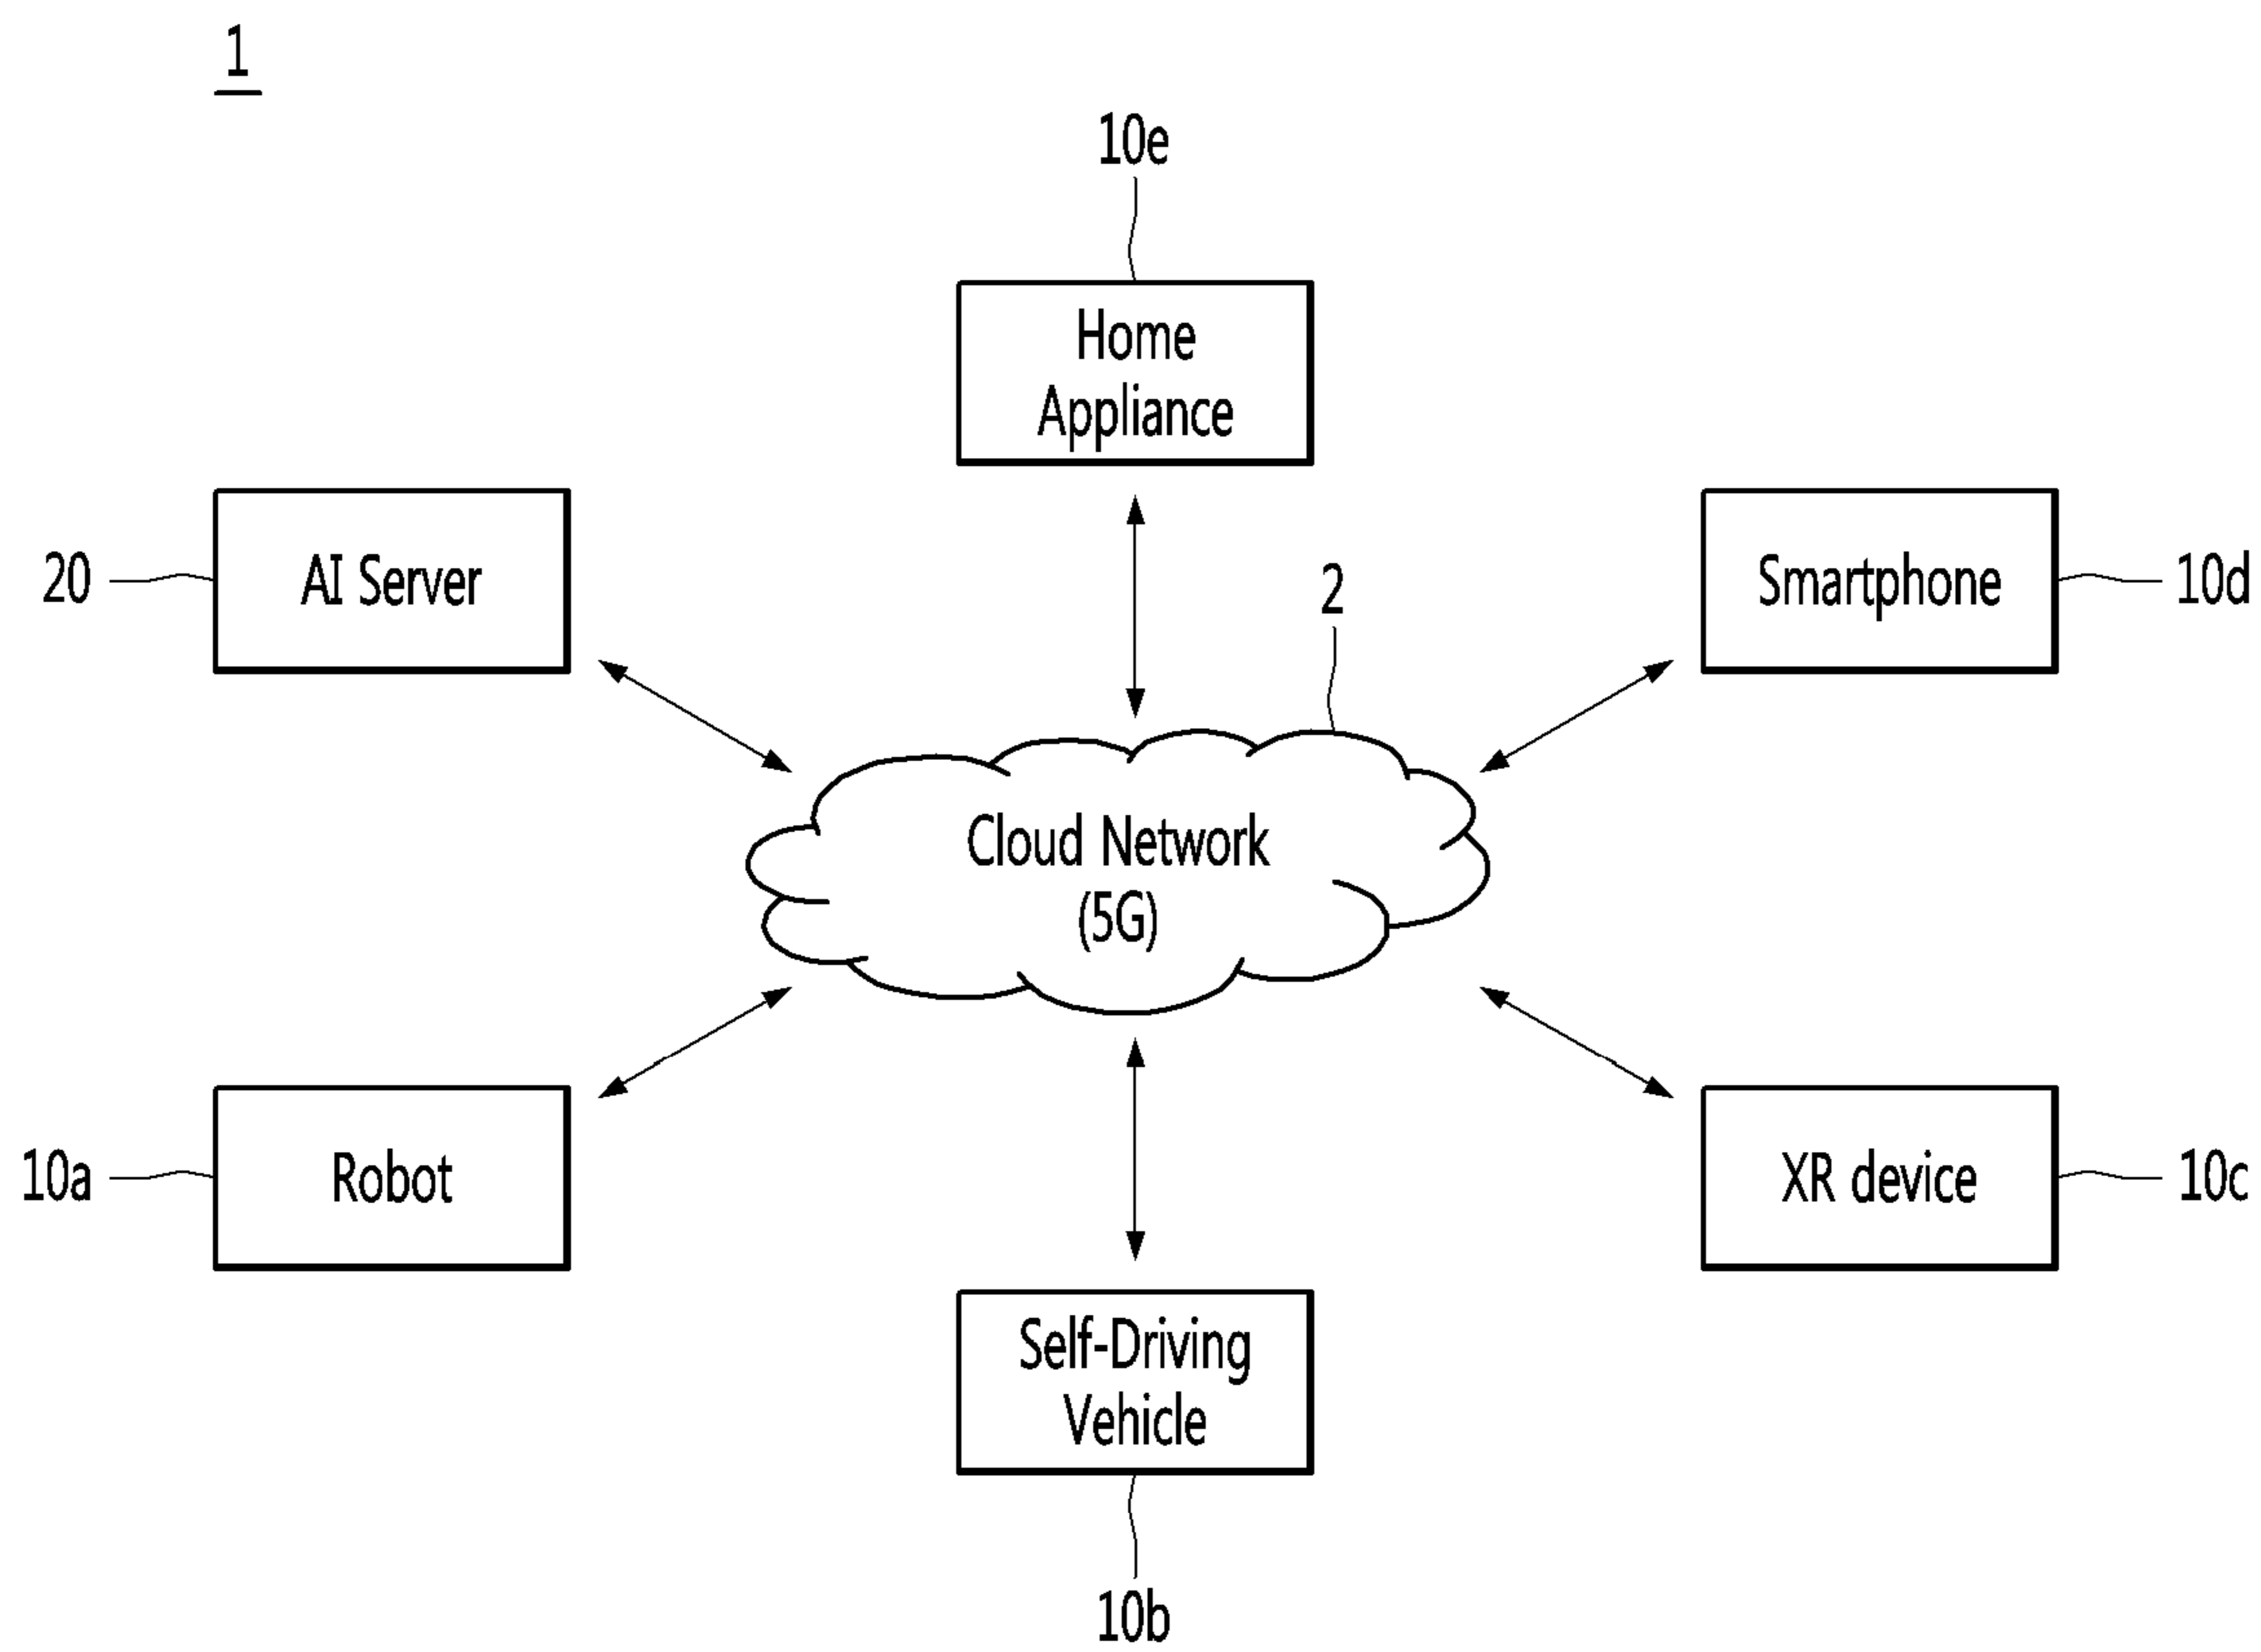 1
10e
Home
Appliance
20
AI Server
2
Smartphone
10d
Cloud Network
(5G)
10a
Robot
XR device
10c
Self-Driving
Vehicle
10b